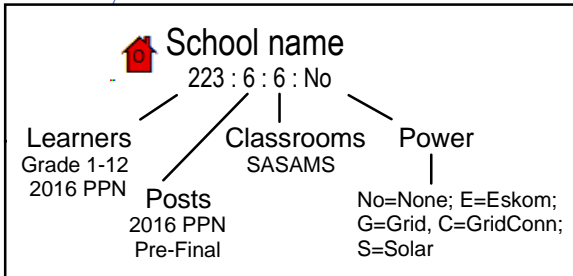 O School name
223 : 6 : 6 : No
Learners
Grade 1-12
2016 PPN
Posts
2016 PPN
Pre-Final
Classrooms
SASAMS
Power
No=None; E=Eskom;
G=Grid, C=GridConn;
S=Solar